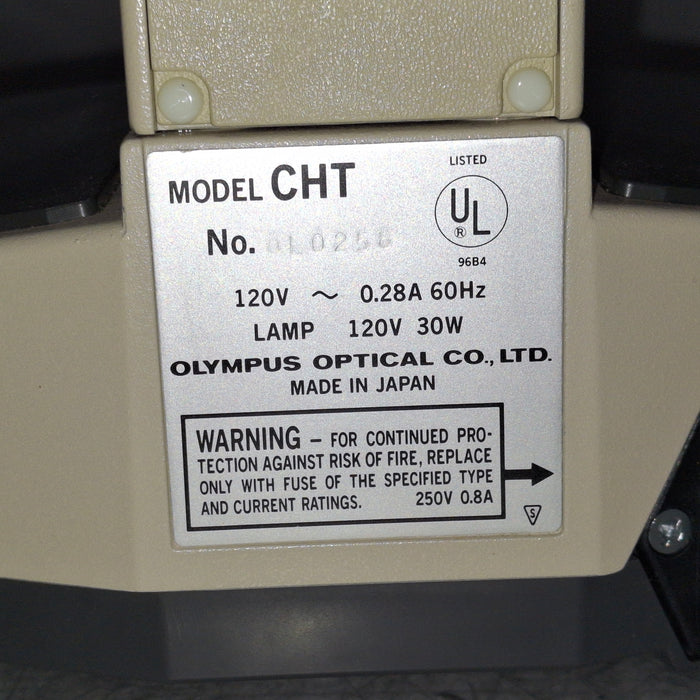 LISTED
MODEL CHT
UL
®
No.
96B4
120V ～ 0.28A 60Hz
LAMP 120V 30W
OLYMPUS OPTICAL CO., LTD.
MADE IN JAPAN
WARNING – FOR CONTINUED PRO-
TECTION AGAINST RISK OF FIRE, REPLACE
ONLY WITH FUSE OF THE SPECIFIED TYPE
AND CURRENT RATINGS. 250V 0.8A
S